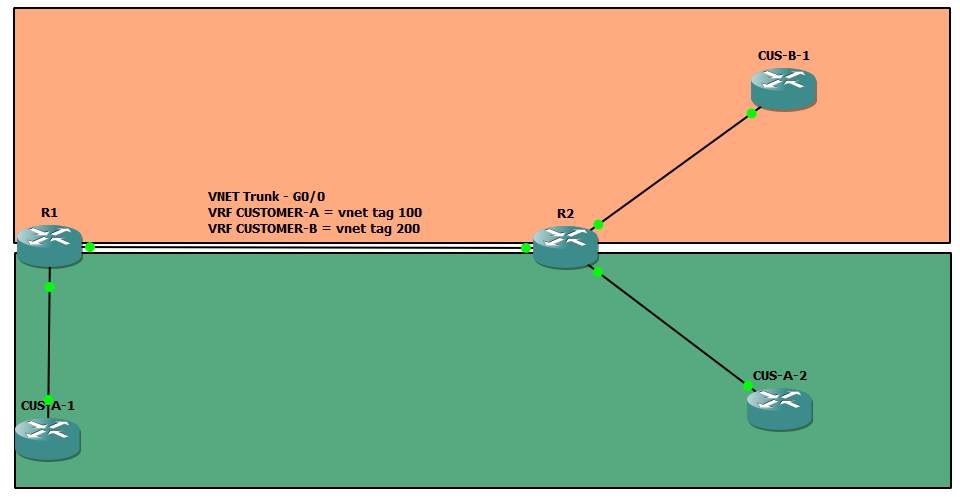 CUS-B-1
VNET Trunk - G0/0
VRF CUSTOMER-A = vnet tag 100
VRF CUSTOMER-B = vnet tag 200
R1
R2
CUS-A-2
CUS-A-1